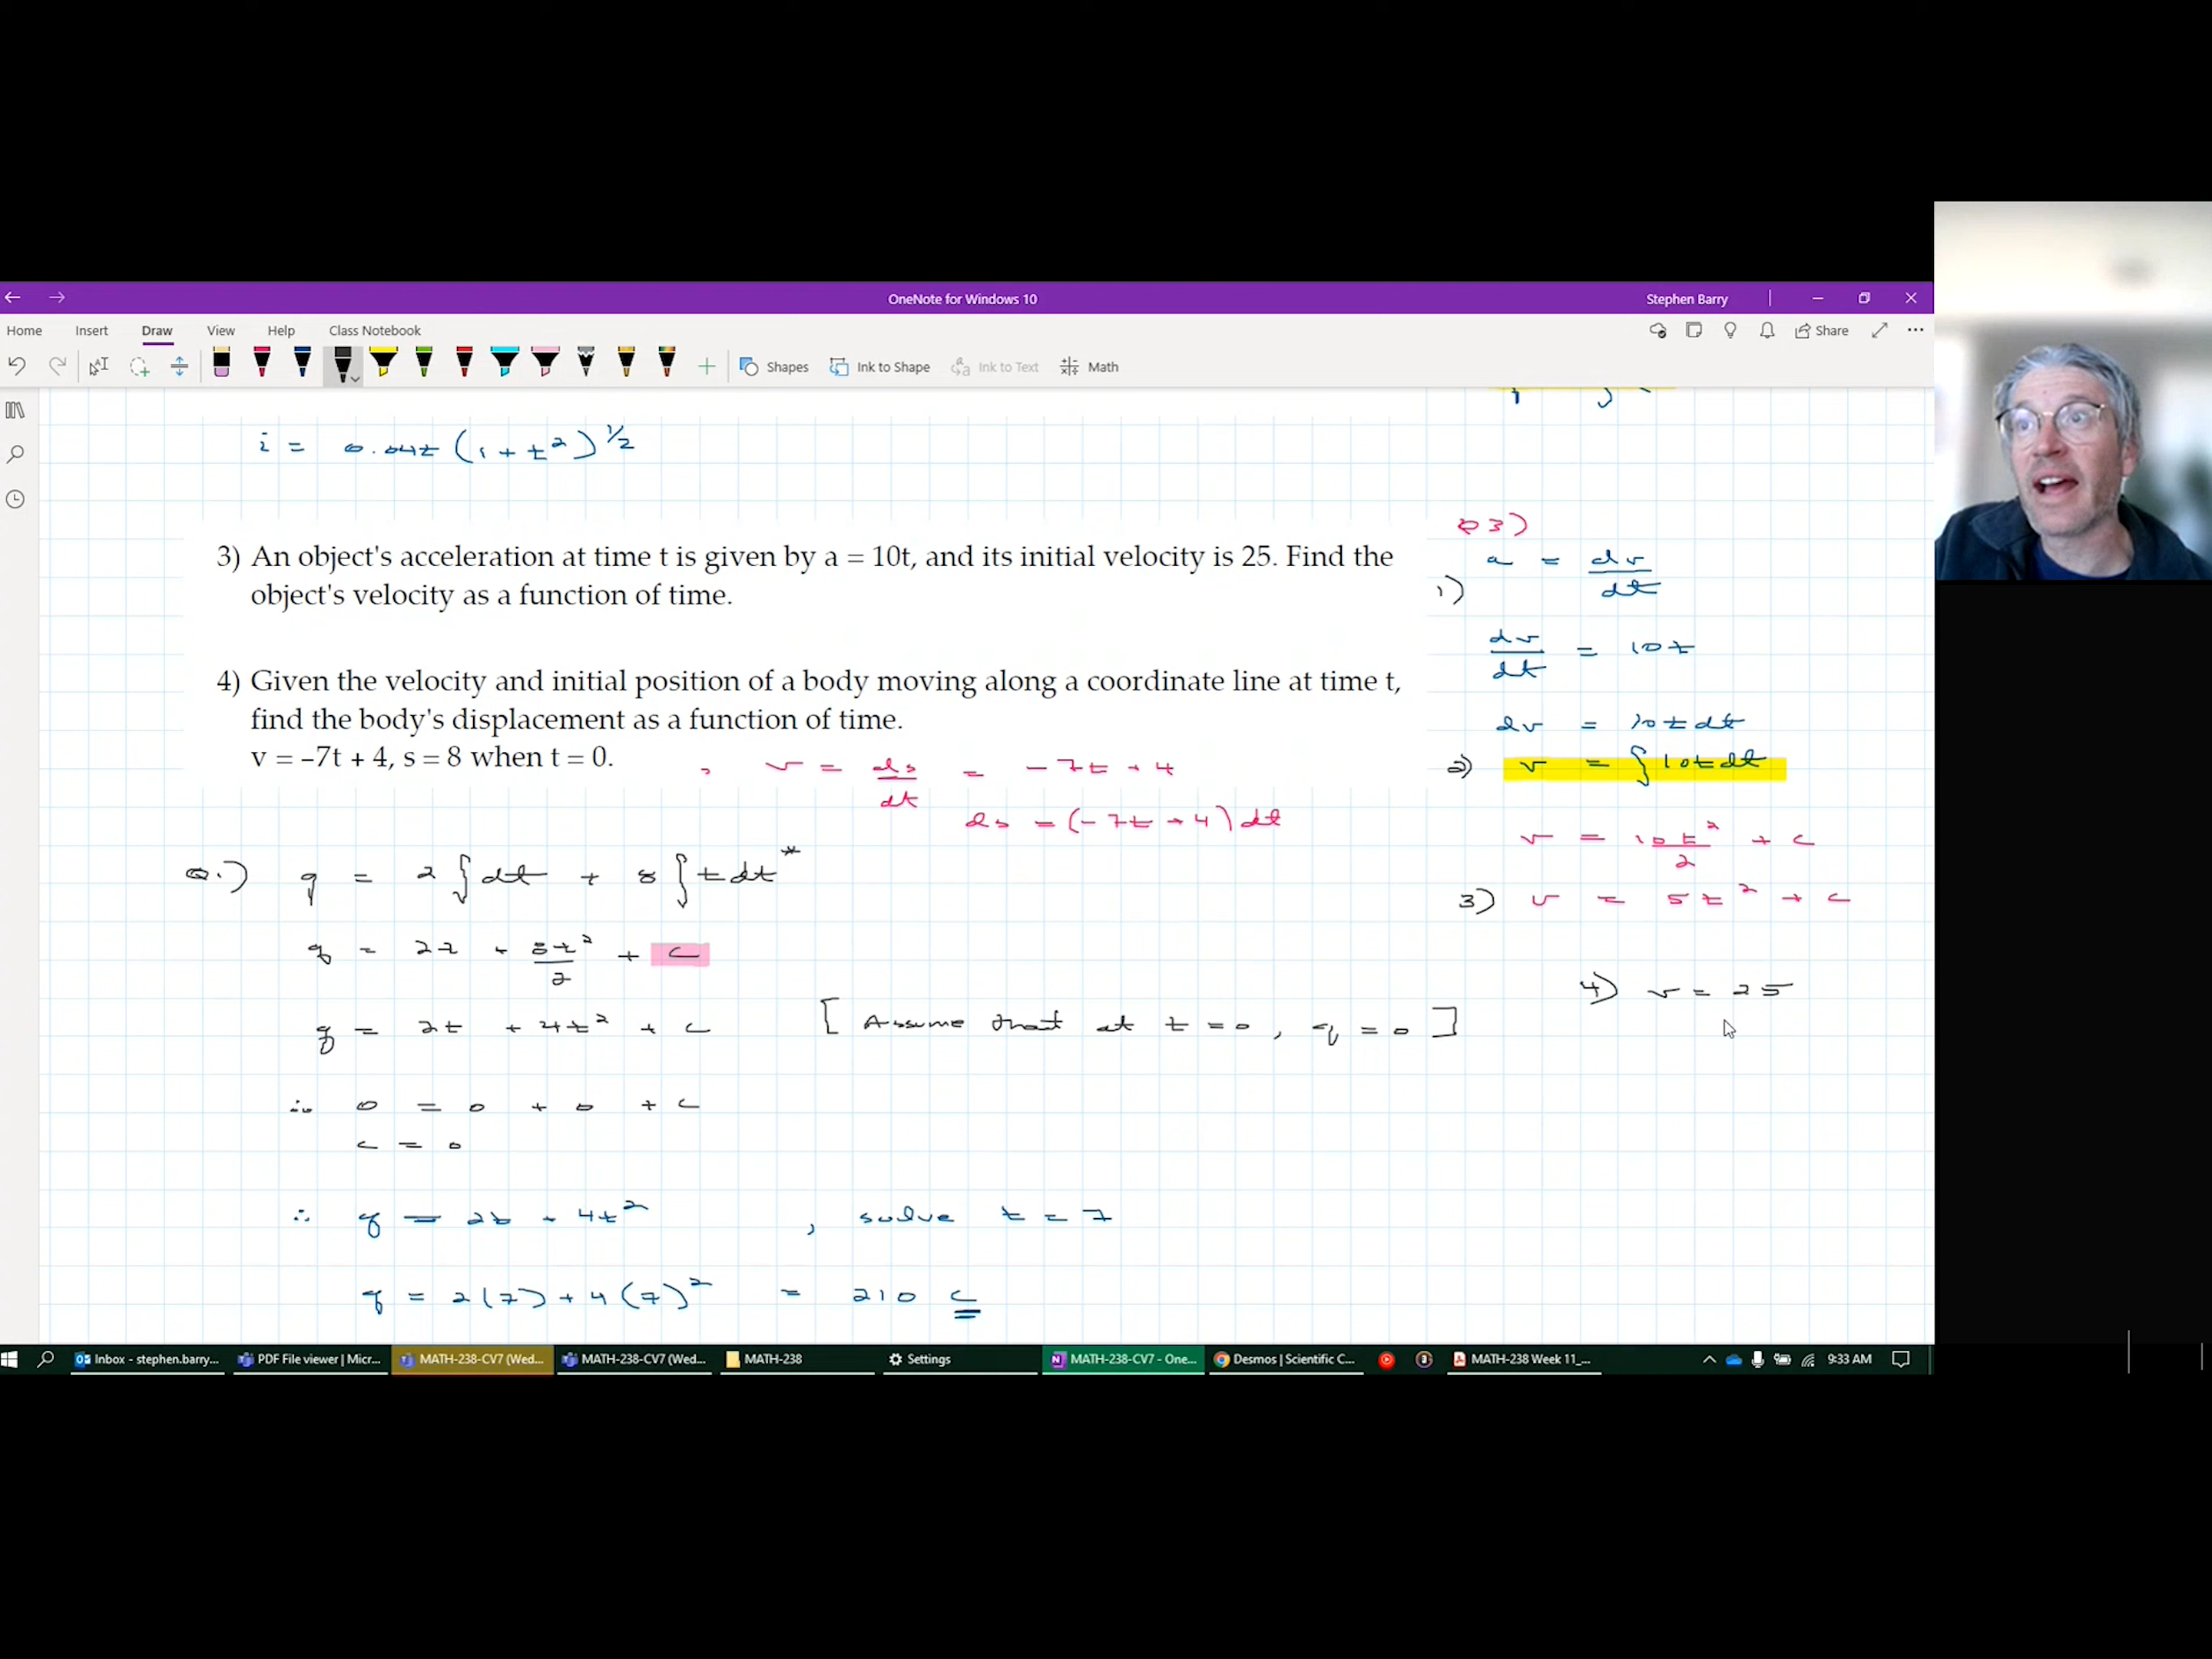 OneNote for Windows 10
Stephen Barry
Home Insert Draw View Help Class Notebook
Share
Shapes Ink to Shape Ink to Text Math
i = 0.04t (1 + t²)^½
3) An object's acceleration at time t is given by a = 10t, and its initial velocity is 25. Find the
object's velocity as a function of time.
4) Given the velocity and initial position of a body moving along a coordinate line at time t,
find the body's displacement as a function of time.
v = –7t + 4, s = 8 when t = 0.
, v = ds/dt = -7t + 4
ds = (-7t + 4) dt
Q1) q = 2∫dt + 8∫t dt*
q = 2t + 8t²/2 + c
q = 2t + 4t² + c [Assume that at t = 0, q = 0]
∴ 0 = 0 + 0 + c
c = 0
∴ q = 2t + 4t² , solve t = 7
q = 2(7) + 4(7)² = 210 C
Q3)
1) a = dv/dt
dv/dt = 10t
dv = 10t dt
2) v = ∫10t dt
v = 10t²/2 + c
3) v = 5t² + c
4) v = 25
Inbox - stephen.barry... PDF File viewer | Micr... MATH-238-CV7 (Wed... MATH-238-CV7 (Wed... MATH-238 Settings MATH-238-CV7 - One... Desmos | Scientific C... MATH-238 Week 11_... 9:33 AM